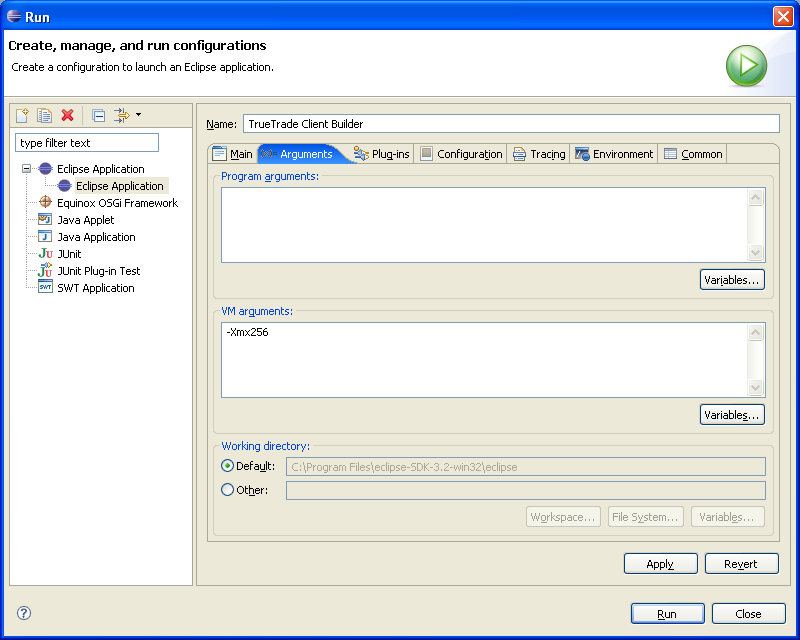 Run
Create, manage, and run configurations
Create a configuration to launch an Eclipse application.
type filter text
Eclipse Application
Eclipse Application
Equinox OSGi Framework
Java Applet
Java Application
JUnit
JUnit Plug-in Test
SWT Application
Name: TrueTrade Client Builder
Main Arguments Plug-ins Configuration Tracing Environment Common
Program arguments:
Variables...
VM arguments:
-Xmx256
Variables...
Working directory:
Default: C:\Program Files\eclipse-SDK-3.2-win32\eclipse
Other:
Workspace... File System... Variables...
Apply Revert
Run Close